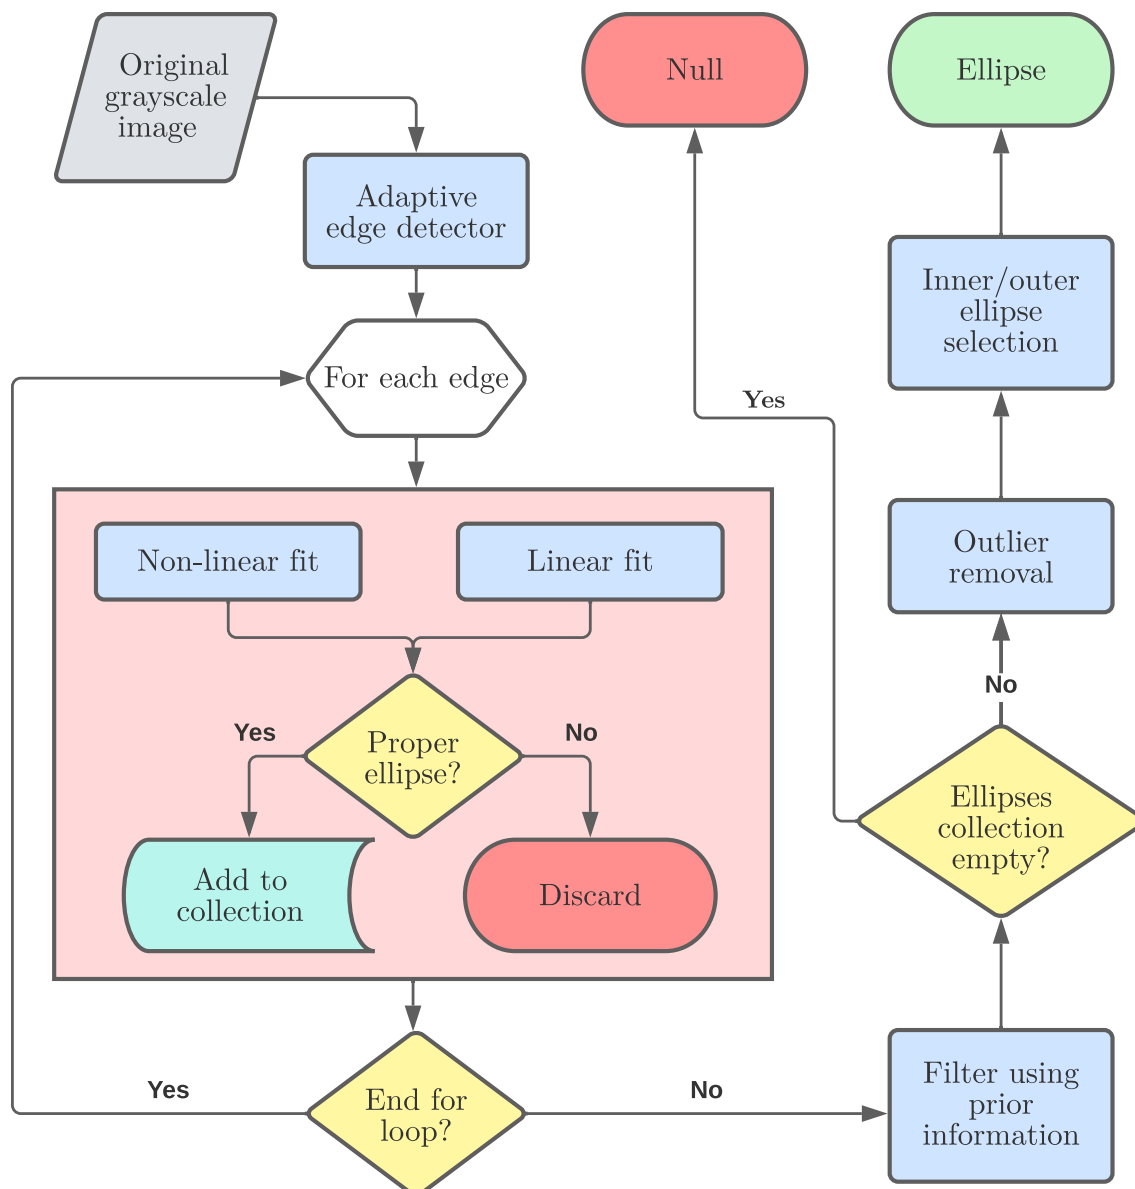 Original
grayscale
image
Null
Ellipse
Adaptive
edge detector
Inner/outer
ellipse
selection
For each edge
Yes
Non-linear fit
Linear fit
Outlier
removal
No
Yes
No
Proper
ellipse?
Ellipses
collection
empty?
Add to
collection
Discard
Yes
End for
loop?
No
Filter using
prior
information